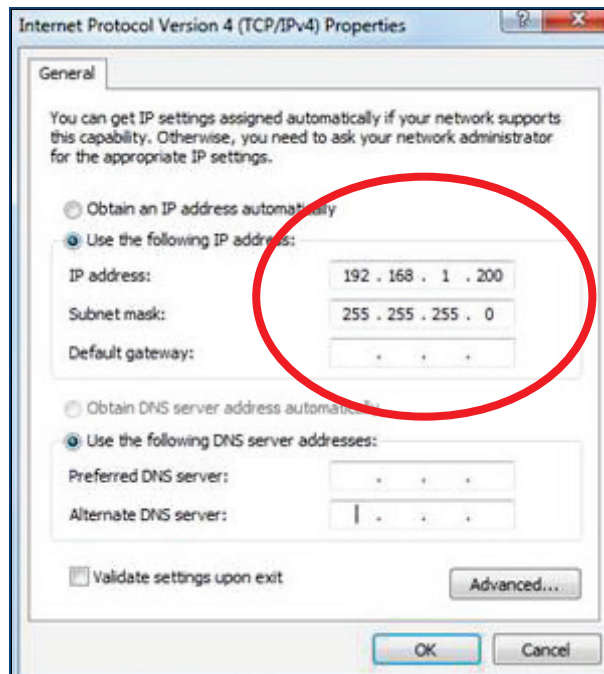 Internet Protocol Version 4 (TCP/IPv4) Properties
General
You can get IP settings assigned automatically if your network supports
this capability. Otherwise, you need to ask your network administrator
for the appropriate IP settings.
Obtain an IP address automatically
Use the following IP address:
IP address: 192 . 168 . 1 . 200
Subnet mask: 255 . 255 . 255 . 0
Default gateway: . . .
Obtain DNS server address automatically
Use the following DNS server addresses:
Preferred DNS server: . . .
Alternate DNS server: . . .
Validate settings upon exit
Advanced...
OK Cancel